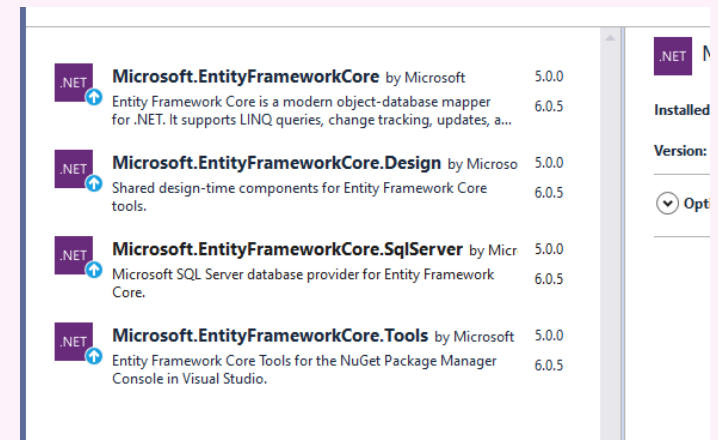 .NET
Microsoft.EntityFrameworkCore by Microsoft 5.0.0
Entity Framework Core is a modern object-database mapper
for .NET. It supports LINQ queries, change tracking, updates, a... 6.0.5
.NET
Microsoft.EntityFrameworkCore.Design by Microso 5.0.0
Shared design-time components for Entity Framework Core
tools. 6.0.5
.NET
Microsoft.EntityFrameworkCore.SqlServer by Micr 5.0.0
Microsoft SQL Server database provider for Entity Framework
Core. 6.0.5
.NET
Microsoft.EntityFrameworkCore.Tools by Microsoft 5.0.0
Entity Framework Core Tools for the NuGet Package Manager
Console in Visual Studio. 6.0.5
.NET
Installed
Version:
Opti